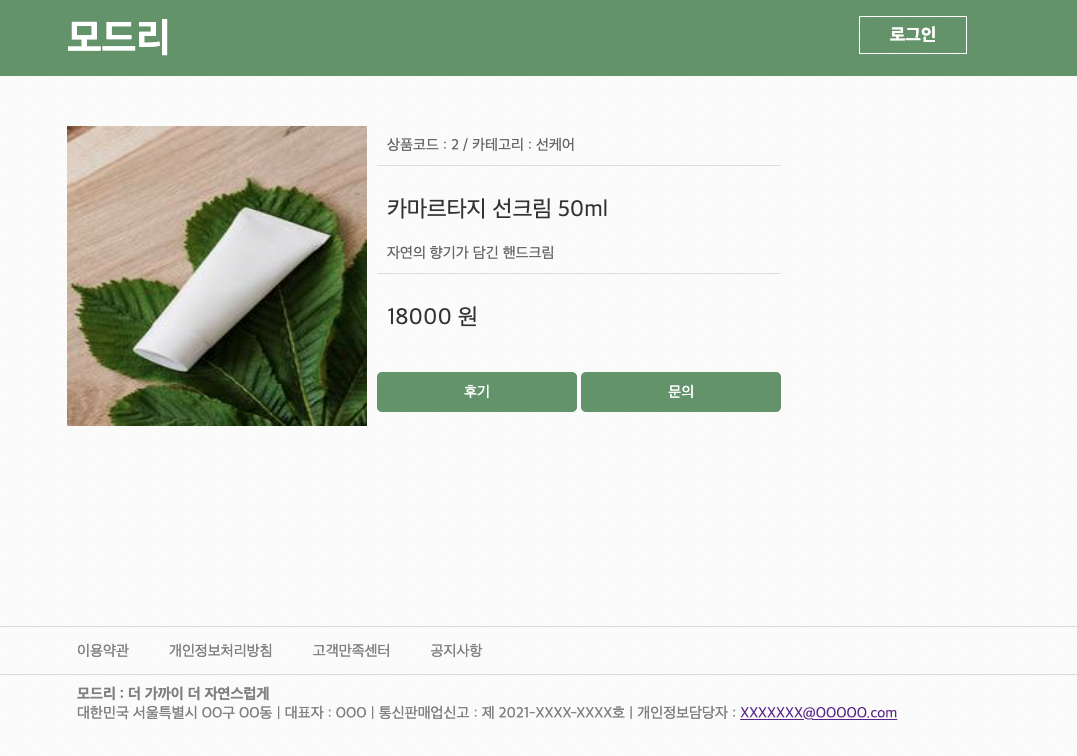 모드리
로그인
상품코드 : 2 / 카테고리 : 선케어
카마르타지 선크림 50ml
자연의 향기가 담긴 핸드크림
18000 원
후기
문의
이용약관 개인정보처리방침 고객만족센터 공지사항
모드리 : 더 가까이 더 자연스럽게
대한민국 서울특별시 OO구 OO동 | 대표자 : OOO | 통신판매업신고 : 제 2021-XXXX-XXXX호 | 개인정보담당자 : XXXXXXX@OOOOO.com